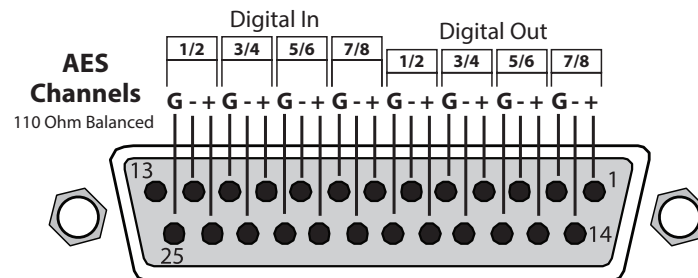 Digital In
Digital Out
1/2 3/4 5/6 7/8 1/2 3/4 5/6 7/8
AES
Channels
110 Ohm Balanced
G - + G - + G - + G - + G - + G - + G - + G - +
13
1
25
14